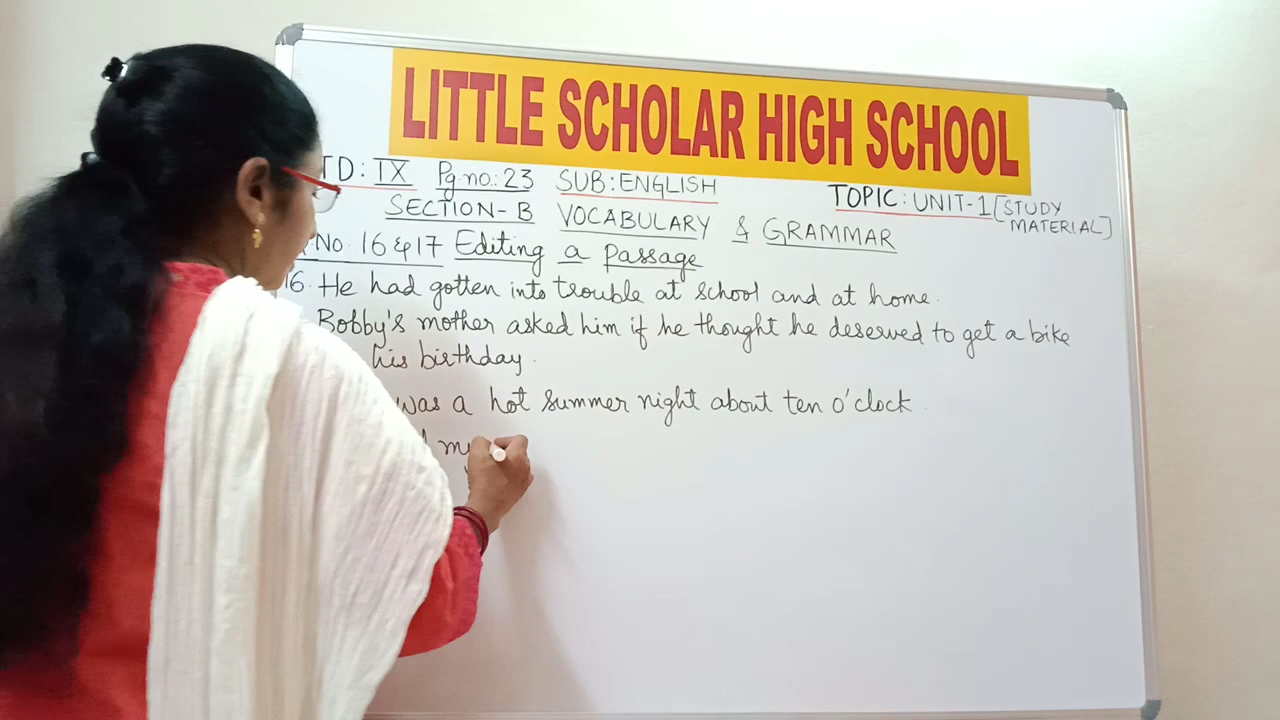 LITTLE SCHOLAR HIGH SCHOOL
TD: IX Pg no.: 23 SUB: ENGLISH TOPIC: UNIT-1 [STUDY MATERIAL]
SECTION-B VOCABULARY & GRAMMAR
No. 16 & 17 Editing a Passage
16. He had gotten into trouble at school and at home.
Bobby's mother asked him if he thought he deserved to get a bike
his birthday.
was a hot summer night about ten o'clock.